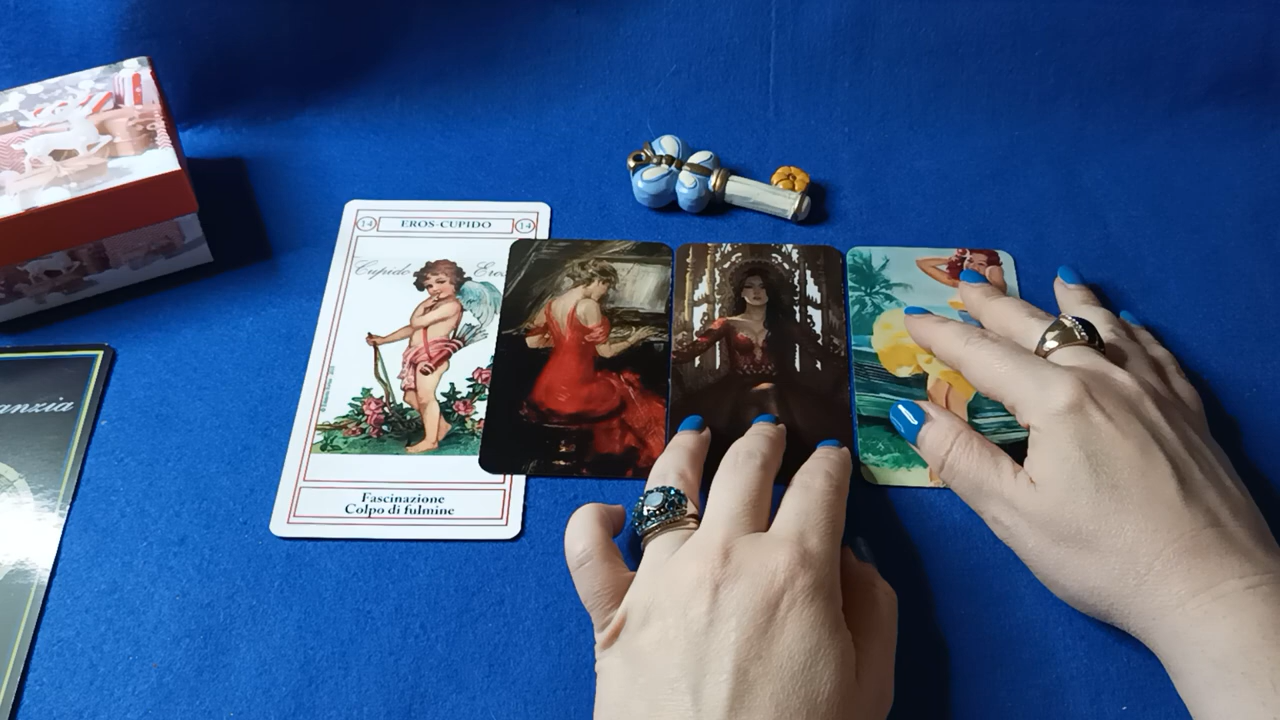 14 EROS-CUPIDO 14
Cupido Eros
Fascinazione
Colpo di fulmine
anzia